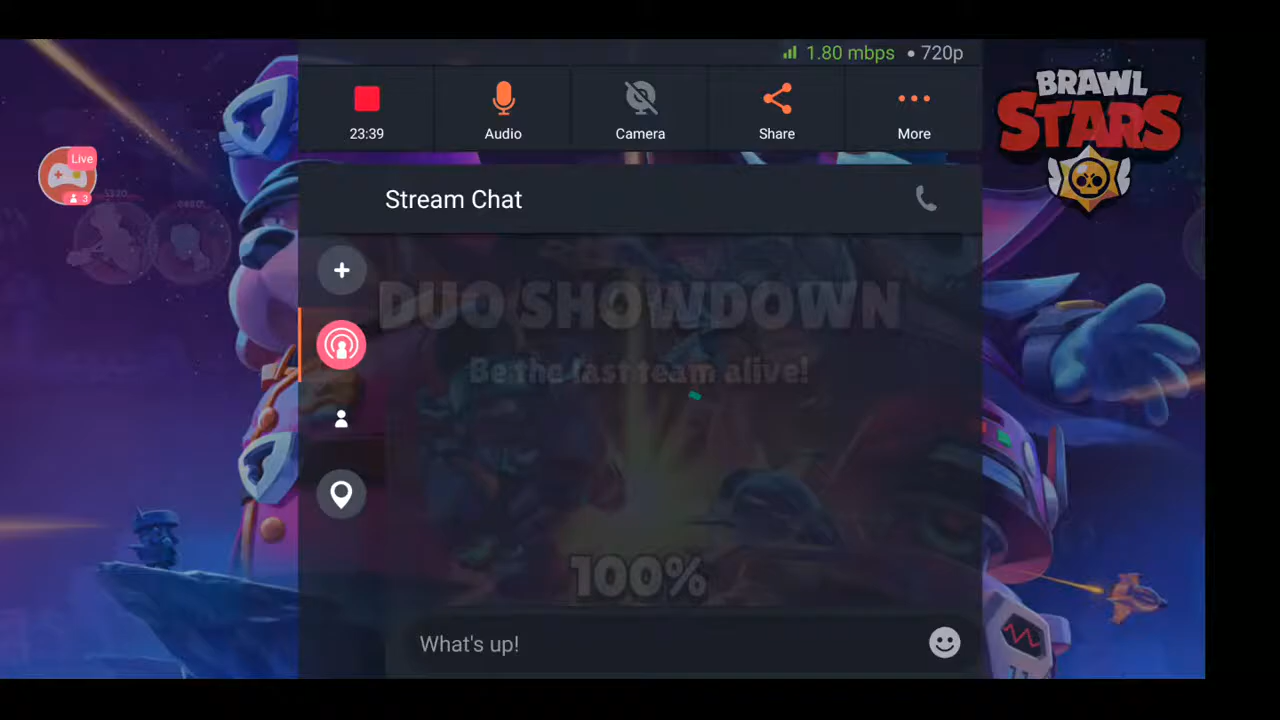 1.80 mbps • 720p
23:39
Audio
Camera
Share
More
BRAWL
STARS
Live
3
Stream Chat
DUO SHOWDOWN
Be the last team alive!
100%
What's up!